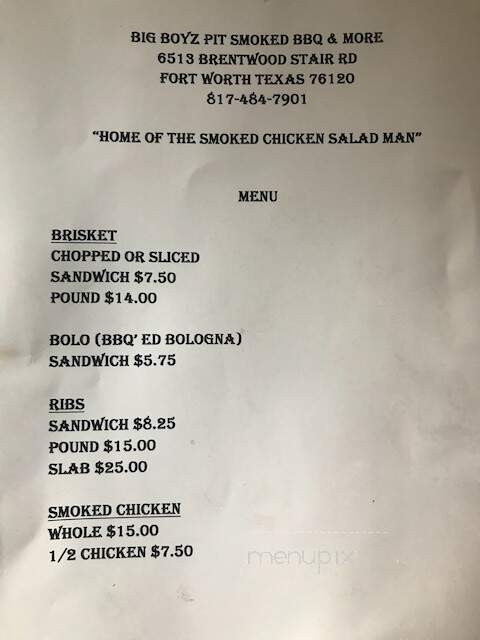 BIG BOYZ PIT SMOKED BBQ & MORE
6513 BRENTWOOD STAIR RD
FORT WORTH TEXAS 76120
817-484-7901
"HOME OF THE SMOKED CHICKEN SALAD MAN"
MENU
BRISKET
CHOPPED OR SLICED
SANDWICH $7.50
POUND $14.00
BOLO (BBQ' ED BOLOGNA)
SANDWICH $5.75
RIBS
SANDWICH $8.25
POUND $15.00
SLAB $25.00
SMOKED CHICKEN
WHOLE $15.00
1/2 CHICKEN $7.50
menupix